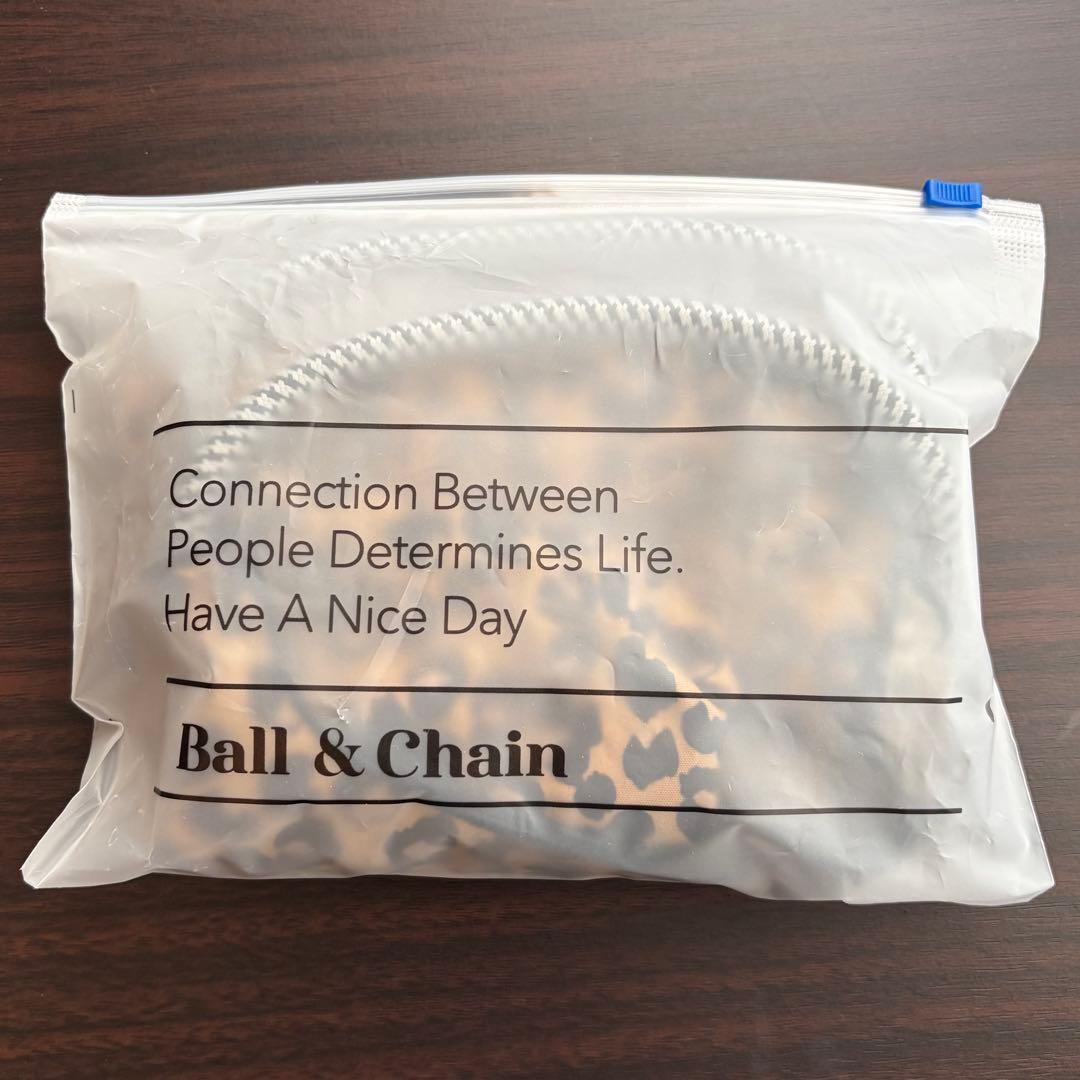 Connection Between
People Determines Life.
Have A Nice Day
Ball & Chain